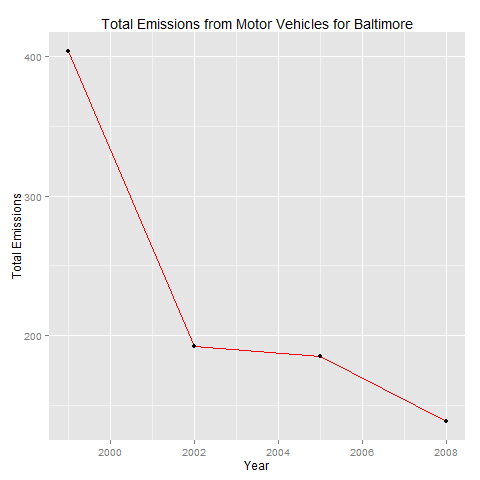 Total Emissions from Motor Vehicles for Baltimore
400
300
200
Total Emissions
2000 2002 2004 2006 2008
Year